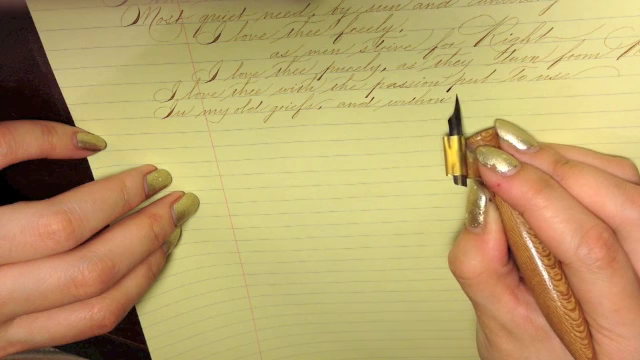 Most quiet need, by sun and
I love thee freely,
as men strive for Right
I love thee purely, as they turn from
I love thee with the passion put to use
In my old griefs, and with